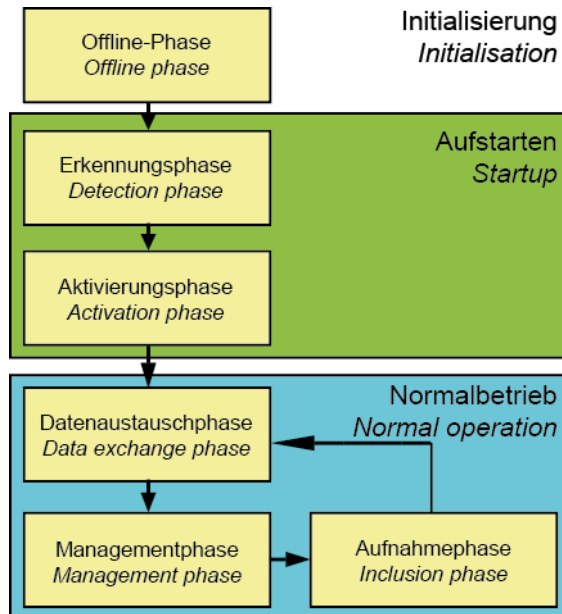 Offline-Phase
Offline phase
Initialisierung
Initialisation
Erkennungsphase
Detection phase
Aufstarten
Startup
Aktivierungsphase
Activation phase
Datenaustauschphase
Data exchange phase
Normalbetrieb
Normal operation
Managementphase
Management phase
Aufnahmephase
Inclusion phase